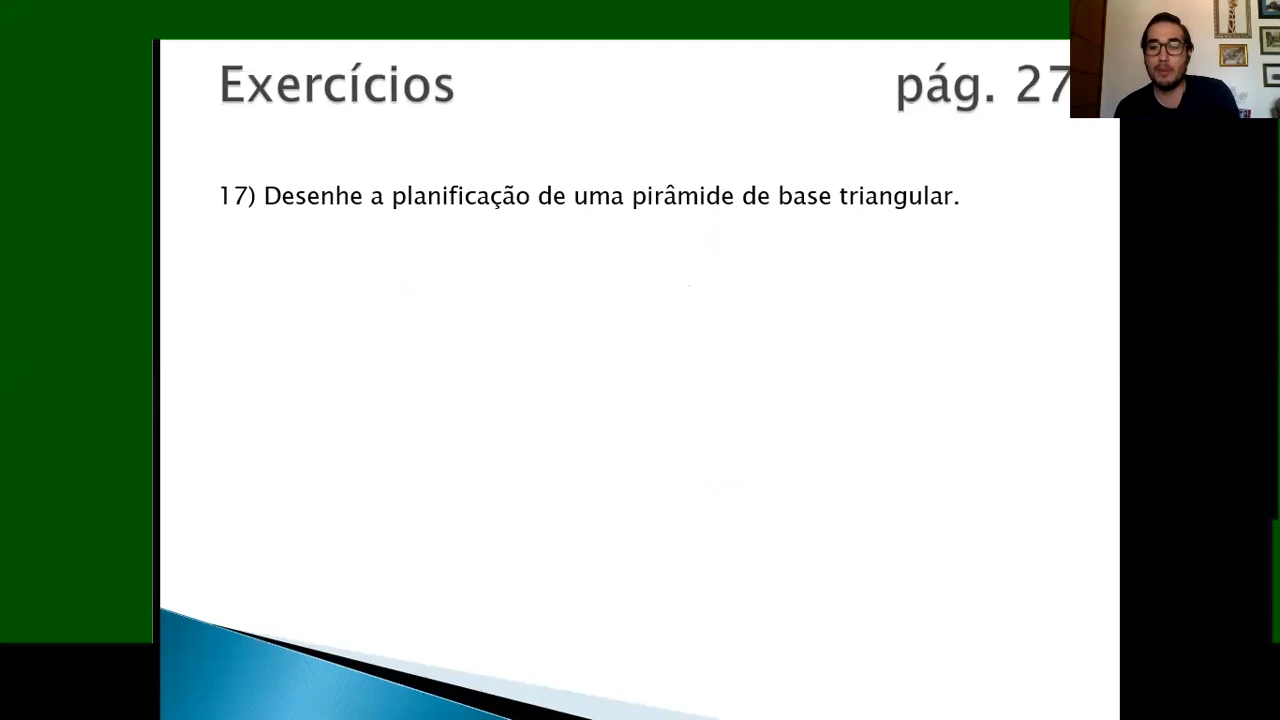 Exercícios pág. 27
17) Desenhe a planificação de uma pirâmide de base triangular.